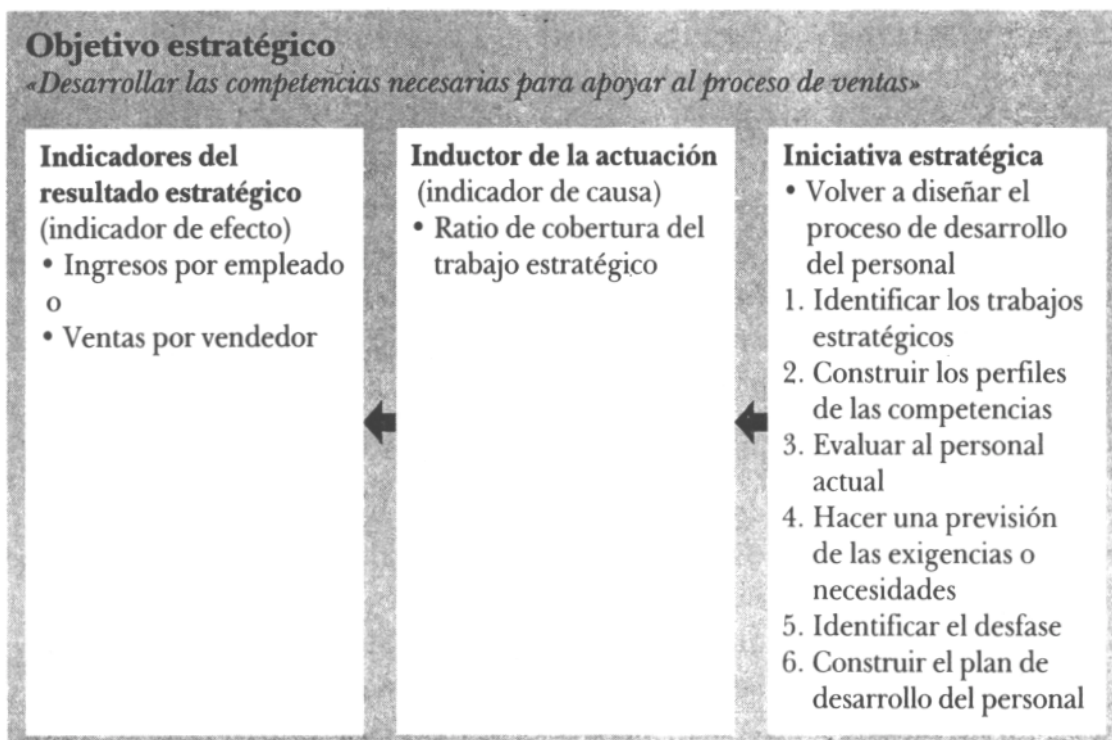 Objetivo estratégico
«Desarrollar las competencias necesarias para apoyar al proceso de ventas»
Indicadores del
resultado estratégico
(indicador de efecto)
• Ingresos por empleado
o
• Ventas por vendedor
Inductor de la actuación
(indicador de causa)
• Ratio de cobertura del
trabajo estratégico
Iniciativa estratégica
• Volver a diseñar el
proceso de desarrollo
del personal
1. Identificar los trabajos
estratégicos
2. Construir los perfiles
de las competencias
3. Evaluar al personal
actual
4. Hacer una previsión
de las exigencias o
necesidades
5. Identificar el desfase
6. Construir el plan de
desarrollo del personal